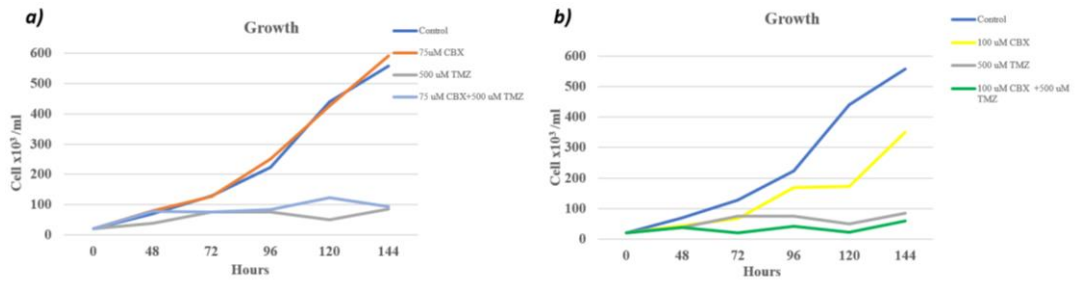 a)
Growth
Control
75uM CBX
500 uM TMZ
75 uM CBX+500 uM TMZ
600
500
400
300
200
100
0
Cell x10³/ml
0 48 72 96 120 144
Hours
b)
Growth
Control
100 uM CBX
500 uM TMZ
100 uM CBX +500 uM
TMZ
600
500
400
300
200
100
0
Cell x10³/ml
0 48 72 96 120 144
Hours